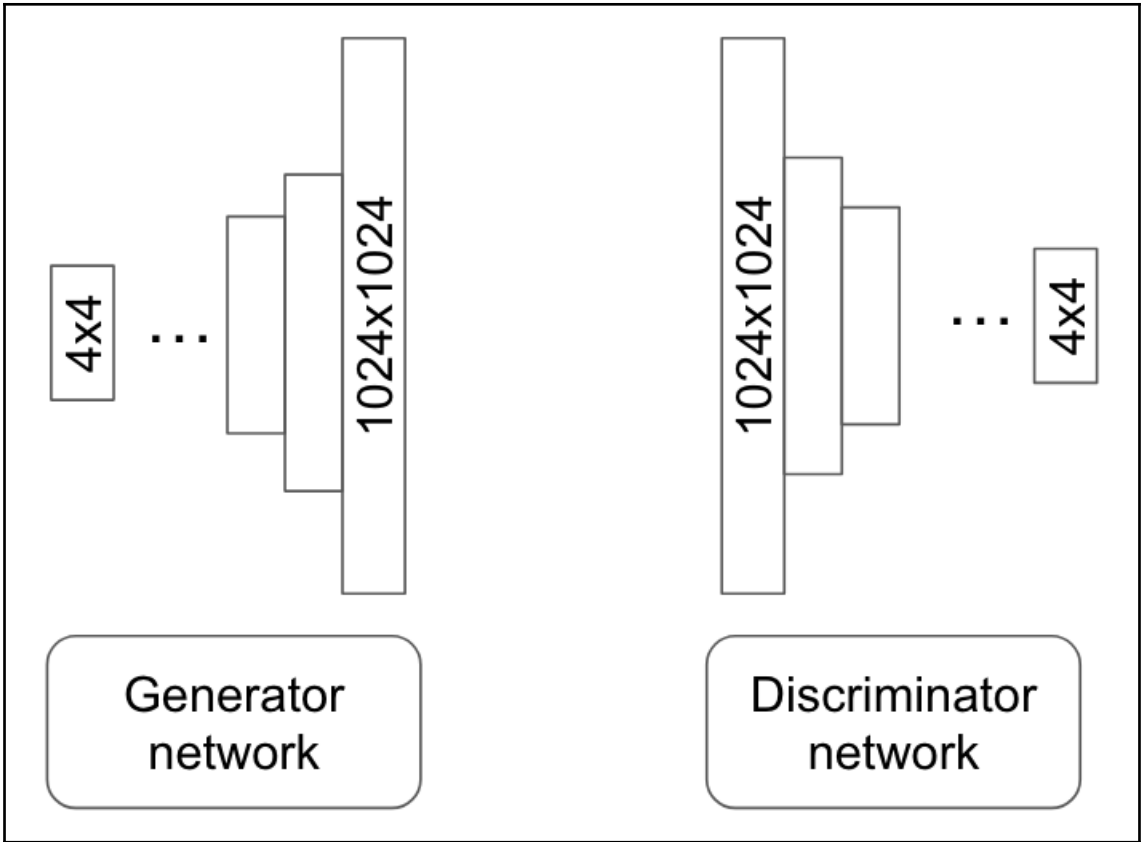 4x4
...
1024x1024
1024x1024
...
4x4
Generator
network
Discriminator
network